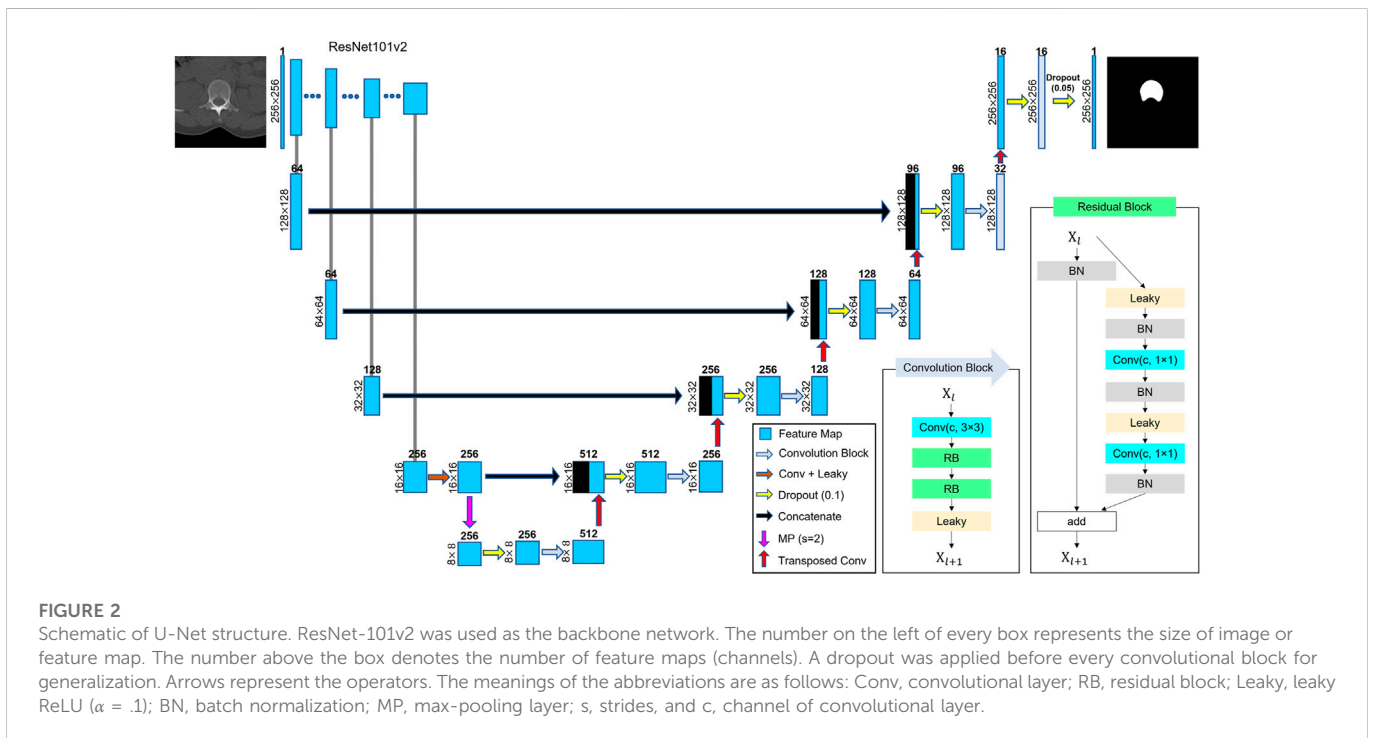 ResNet101v2
1
256×256
64
128×128
64
64×64
128
32×32
256
16×16
256
16×16
256
8×8
256
8×8
512
8×8
512
16×16
512
16×16
256
16×16
256
32×32
256
32×32
128
32×32
128
64×64
128
64×64
64
64×64
96
128×128
96
128×128
32
128×128
16
256×256
16
256×256
Dropout
(0.05)
1
256×256
Feature Map
Convolution Block
Conv + Leaky
Dropout (0.1)
Concatenate
MP (s=2)
Transposed Conv
Convolution Block
X_l
Conv(c, 3×3)
RB
RB
Leaky
X_{l+1}
Residual Block
X_l
BN
Leaky
BN
Conv(c, 1×1)
BN
Leaky
Conv(c, 1×1)
BN
add
X_{l+1}
FIGURE 2
Schematic of U-Net structure. ResNet-101v2 was used as the backbone network. The number on the left of every box represents the size of image or
feature map. The number above the box denotes the number of feature maps (channels). A dropout was applied before every convolutional block for
generalization. Arrows represent the operators. The meanings of the abbreviations are as follows: Conv, convolutional layer; RB, residual block; Leaky, leaky
ReLU (α = .1); BN, batch normalization; MP, max-pooling layer; s, strides, and c, channel of convolutional layer.